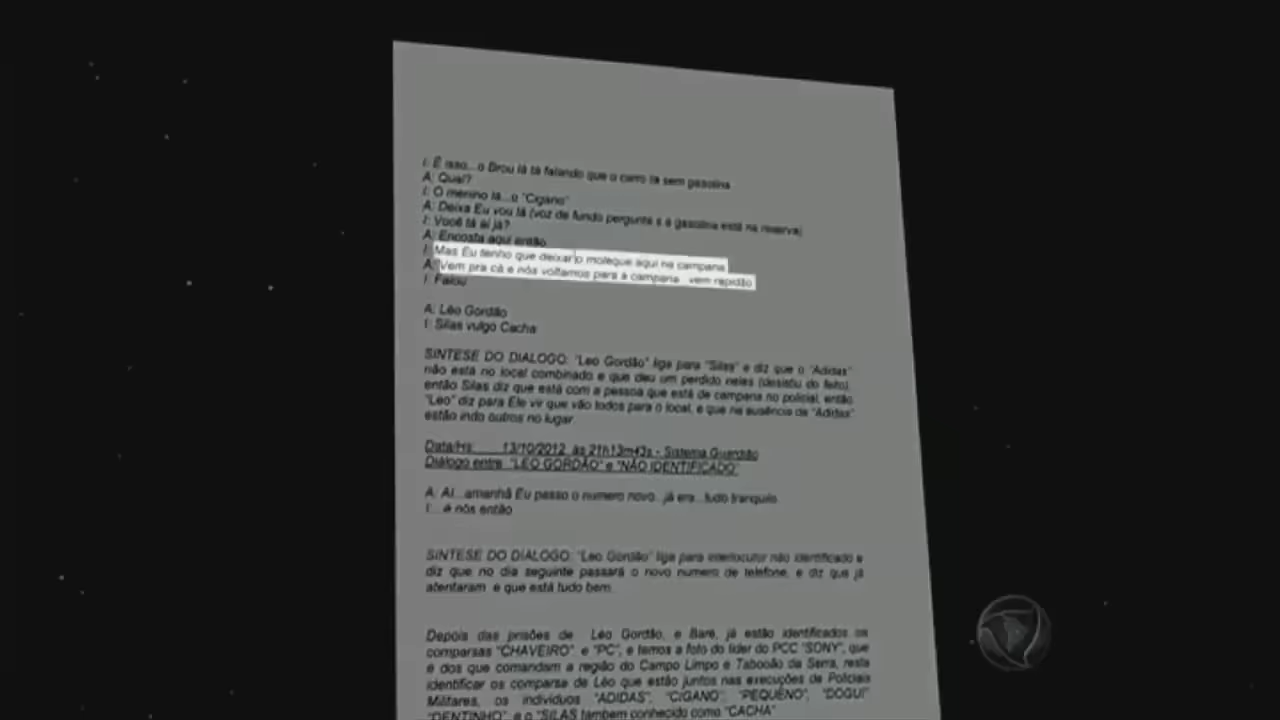 I: É isso...o Brou lá tá falando que o carro ta sem gasolina
A: Qual?
I: O menino lá...o "Cigano"
A: Deixa Eu vou lá (voz de fundo pergunta s a gasolina está na reserva)
I: Você tá ai já?
A: Encosta aqui então
I: Mas Eu tenho que deixar o moleque aqui na campana
A: Vem pra cá e nós voltamos para a campana...vem rapidão
I: Falou
A: Léo Gordão
I: Silas vulgo Cacha
SINTESE DO DIALOGO: "Leo Gordão" liga para "Silas" e diz que o "Adidas"
não está no local combinado e que deu um perdido neles (desistiu do feito),
então Silas diz que está com a pessoa que está de campana no policial, então
"Leo" diz para Ele vir que vão todos para o local, e que na ausência de "Adidas"
estão indo outros no lugar.
Data/Hs: 13/10/2012 às 21h13m43s - Sistema Guardião
Diálogo entre "LEO GORDÃO" e "NÃO IDENTIFICADO"
A: Aí...amanhã Eu passo o numero novo...já era...tudo tranquilo
I:...é nós então
SINTESE DO DIALOGO: "Leo Gordão" liga para interlocutor não identificado e
diz que no dia seguinte passará o novo numero de telefone, e diz que já
atentaram e que está tudo bem.
Depois das prisões de Léo Gordão, e Baré, já estão identificados os
comparsas "CHAVEIRO", e "PC", e temos a foto do lider do PCC "SONY", que
é dos que comandam a região do Campo Limpo e Taboão da Serra, resta
identificar os comparsa de Léo que estão juntos nas execuções de Policiais
Militares, os individuos "ADIDAS", "CIGANO", "PEQUENO", "DOGUI"
"DENTINHO", e o "SILAS também conhecido como "CACHA"